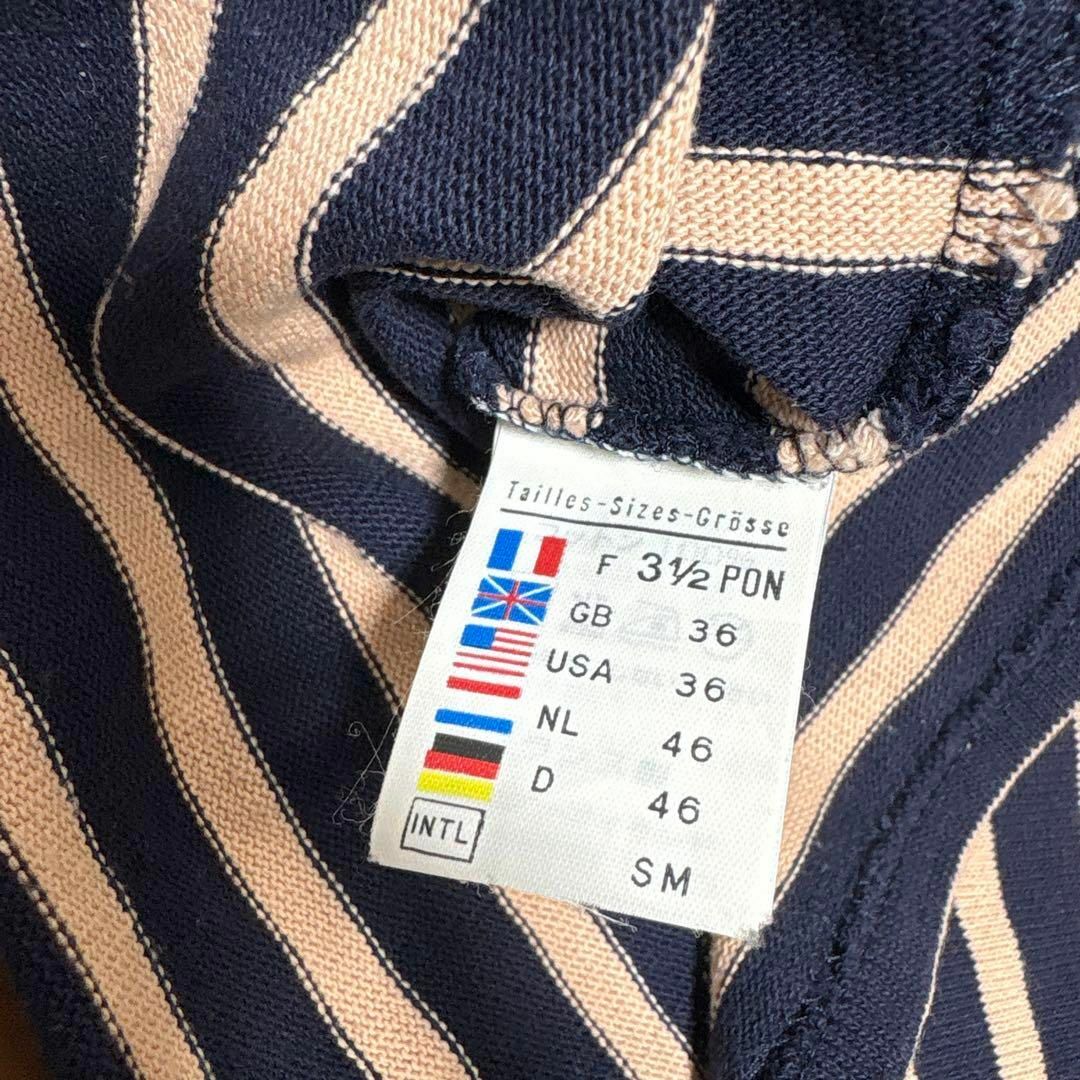 Tailles-Sizes-Grösse
F 3½ PON
GB 36
USA 36
NL 46
D 46
INTL SM